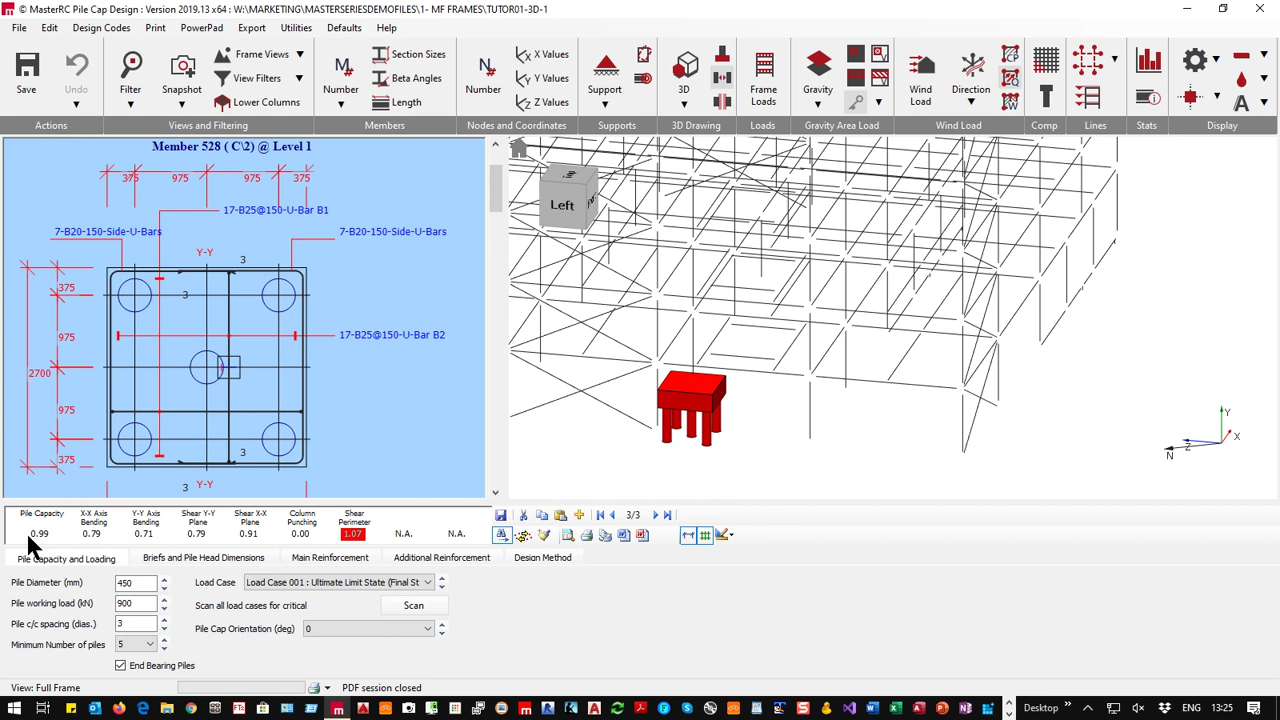 © MasterRC Pile Cap Design - Version 2019.13 x64 : W:\MARKETING\MASTERSERIESDEMOFILES\1- MF FRAMES\TUTOR01-3D-1
File Edit Design Codes Print PowerPad Export Utilities Defaults Help
Save Undo Filter Snapshot Frame Views View Filters Lower Columns
Number Section Sizes Beta Angles Length
Number X Values Y Values Z Values
Support 3D Frame Loads Gravity Wind Load Direction
Actions Views and Filtering Members Nodes and Coordinates Supports 3D Drawing Loads Gravity Area Load Wind Load Comp Lines Stats Display
Member 528 ( C\2) @ Level 1
375 975 975 375
17-B25@150-U-Bar B1
7-B20-150-Side-U-Bars 7-B20-150-Side-U-Bars
Y-Y
3
375 3
975 17-B25@150-U-Bar B2
2700
975
3
375
3 Y-Y
Left
Y
X
Z
N
Pile Capacity X-X Axis Bending Y-Y Axis Bending Shear Y-Y Plane Shear X-X Plane Column Punching Shear Perimeter
0.99 0.79 0.71 0.79 0.91 0.00 1.07 N.A. N.A.
3/3
Pile Capacity and Loading Briefs and Pile Head Dimensions Main Reinforcement Additional Reinforcement Design Method
Pile Diameter (mm) 450 Load Case Load Case 001 : Ultimate Limit State (Final St
Pile working load (kN) 900 Scan all load cases for critical Scan
Pile c/c spacing (dias.) 3 Pile Cap Orientation (deg) 0
Minimum Number of piles 5
End Bearing Piles
View: Full Frame PDF session closed
Desktop ENG 13:25